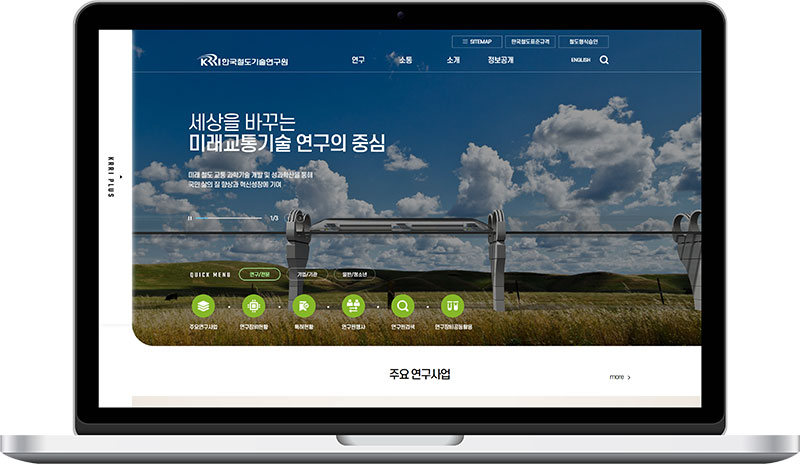 SITEMAP
한국철도표준규격
철도형식승인
KRRI 한국철도기술연구원
연구
소통
소개
정보공개
ENGLISH
KRRI PLUS
세상을 바꾸는
미래교통기술 연구의 중심
미래 철도 교통 과학기술 개발 및 성과확산을 통해
국민 삶의 질 향상과 혁신성장에 기여
1/3
QUICK MENU
연구/전문
기업/기관
일반/청소년
주요연구사업
연구장비현황
특허현황
연구원행사
연구원검색
연구장비공동활용
주요 연구사업
more